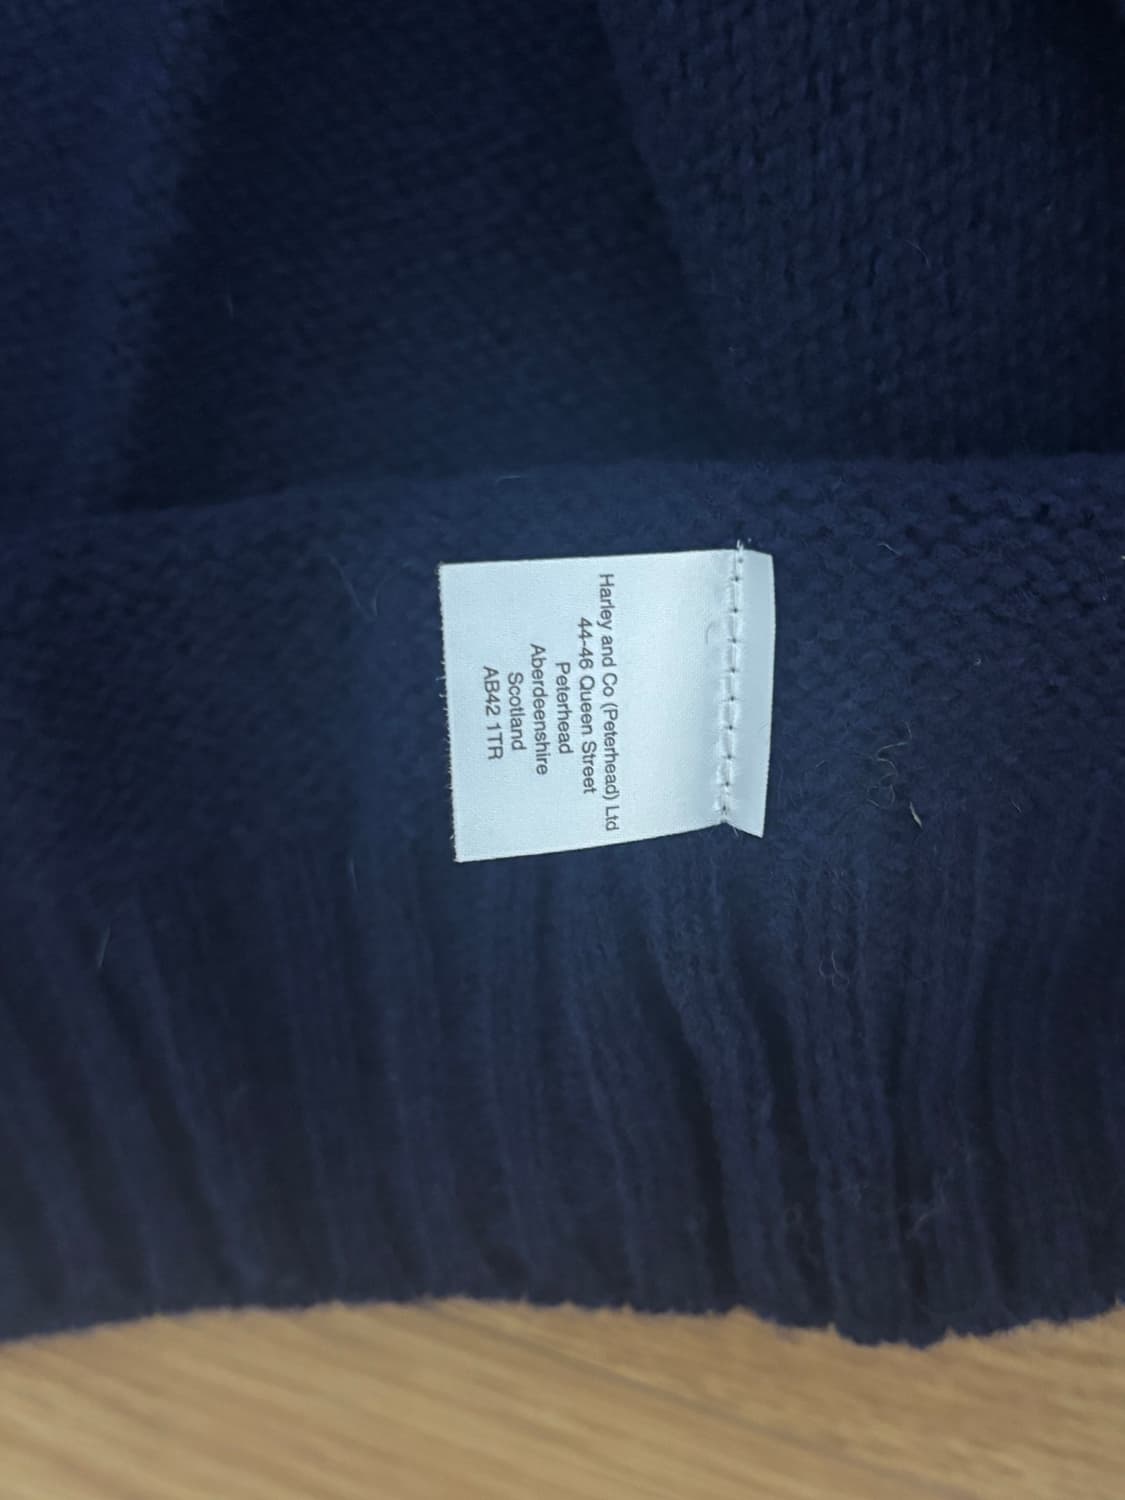 Harley and Co (Peterhead) Ltd
44-46 Queen Street
Peterhead
Aberdeenshire
Scotland
AB42 1TR